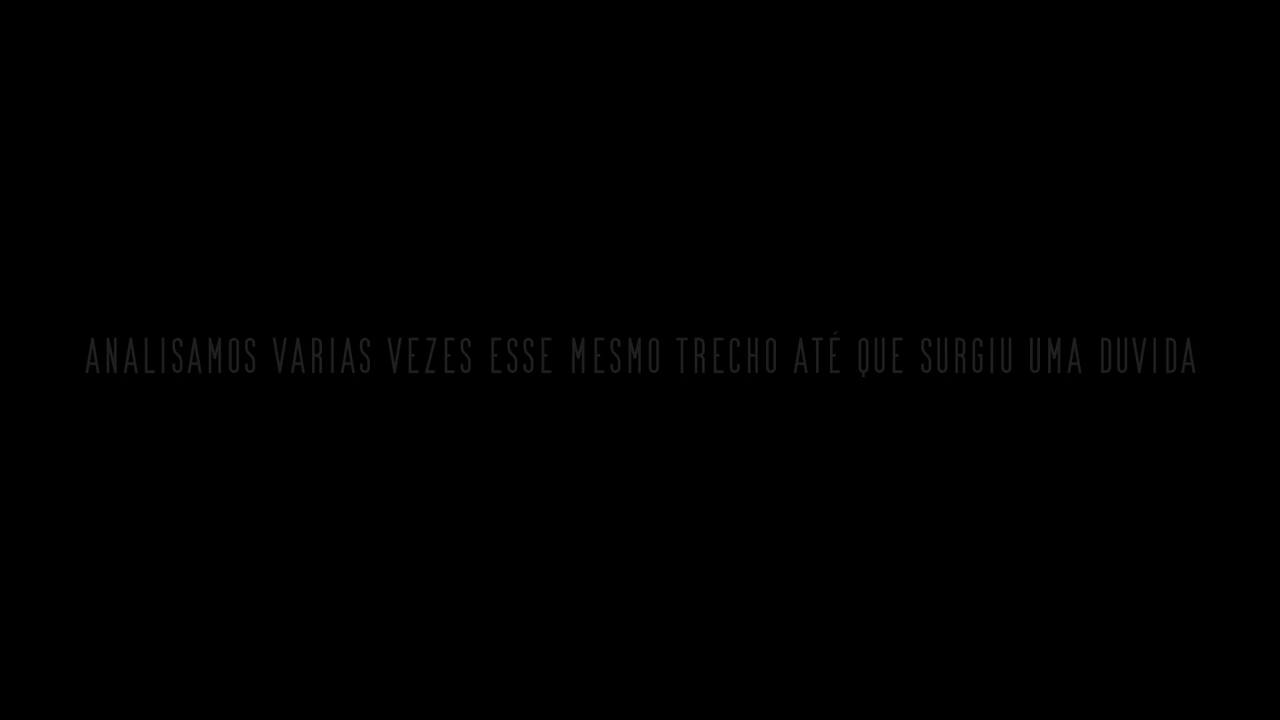 ANALISAMOS VARIAS VEZES ESSE MESMO TRECHO ATÉ QUE SURGIU UMA DUVIDA